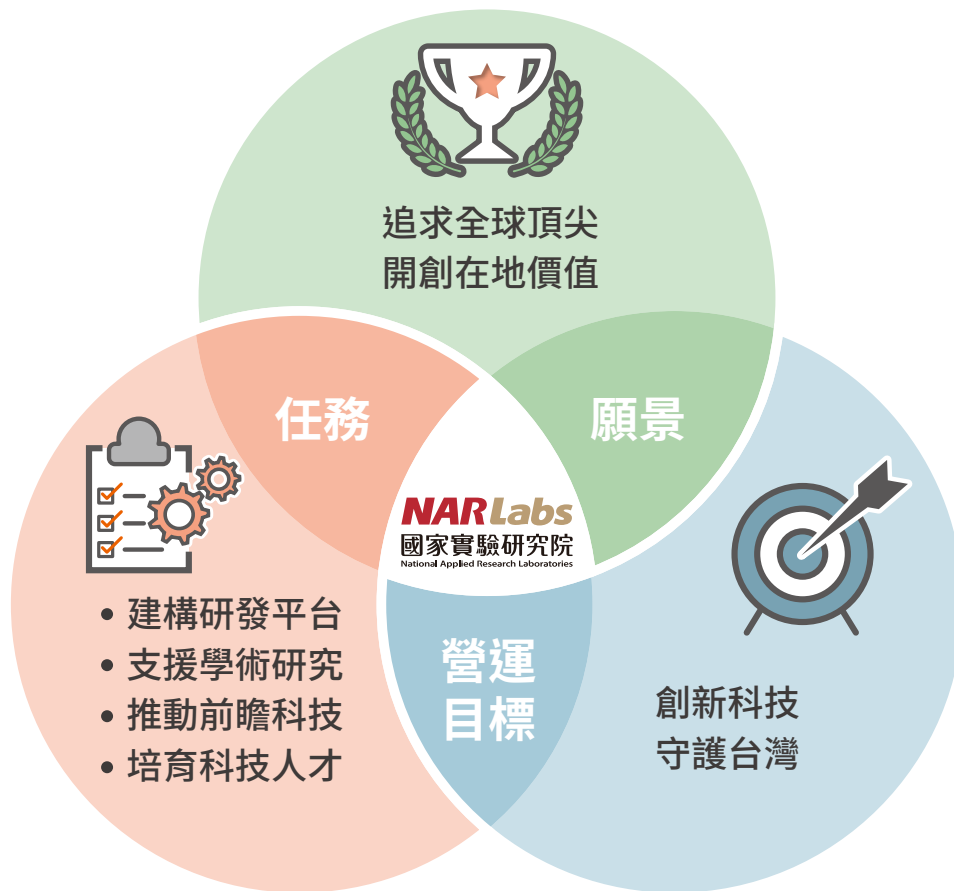 追求全球頂尖
開創在地價值
任務
願景
NARLabs
國家實驗研究院
National Applied Research Laboratories
• 建構研發平台
• 支援學術研究
• 推動前瞻科技
• 培育科技人才
營運
目標
創新科技
守護台灣